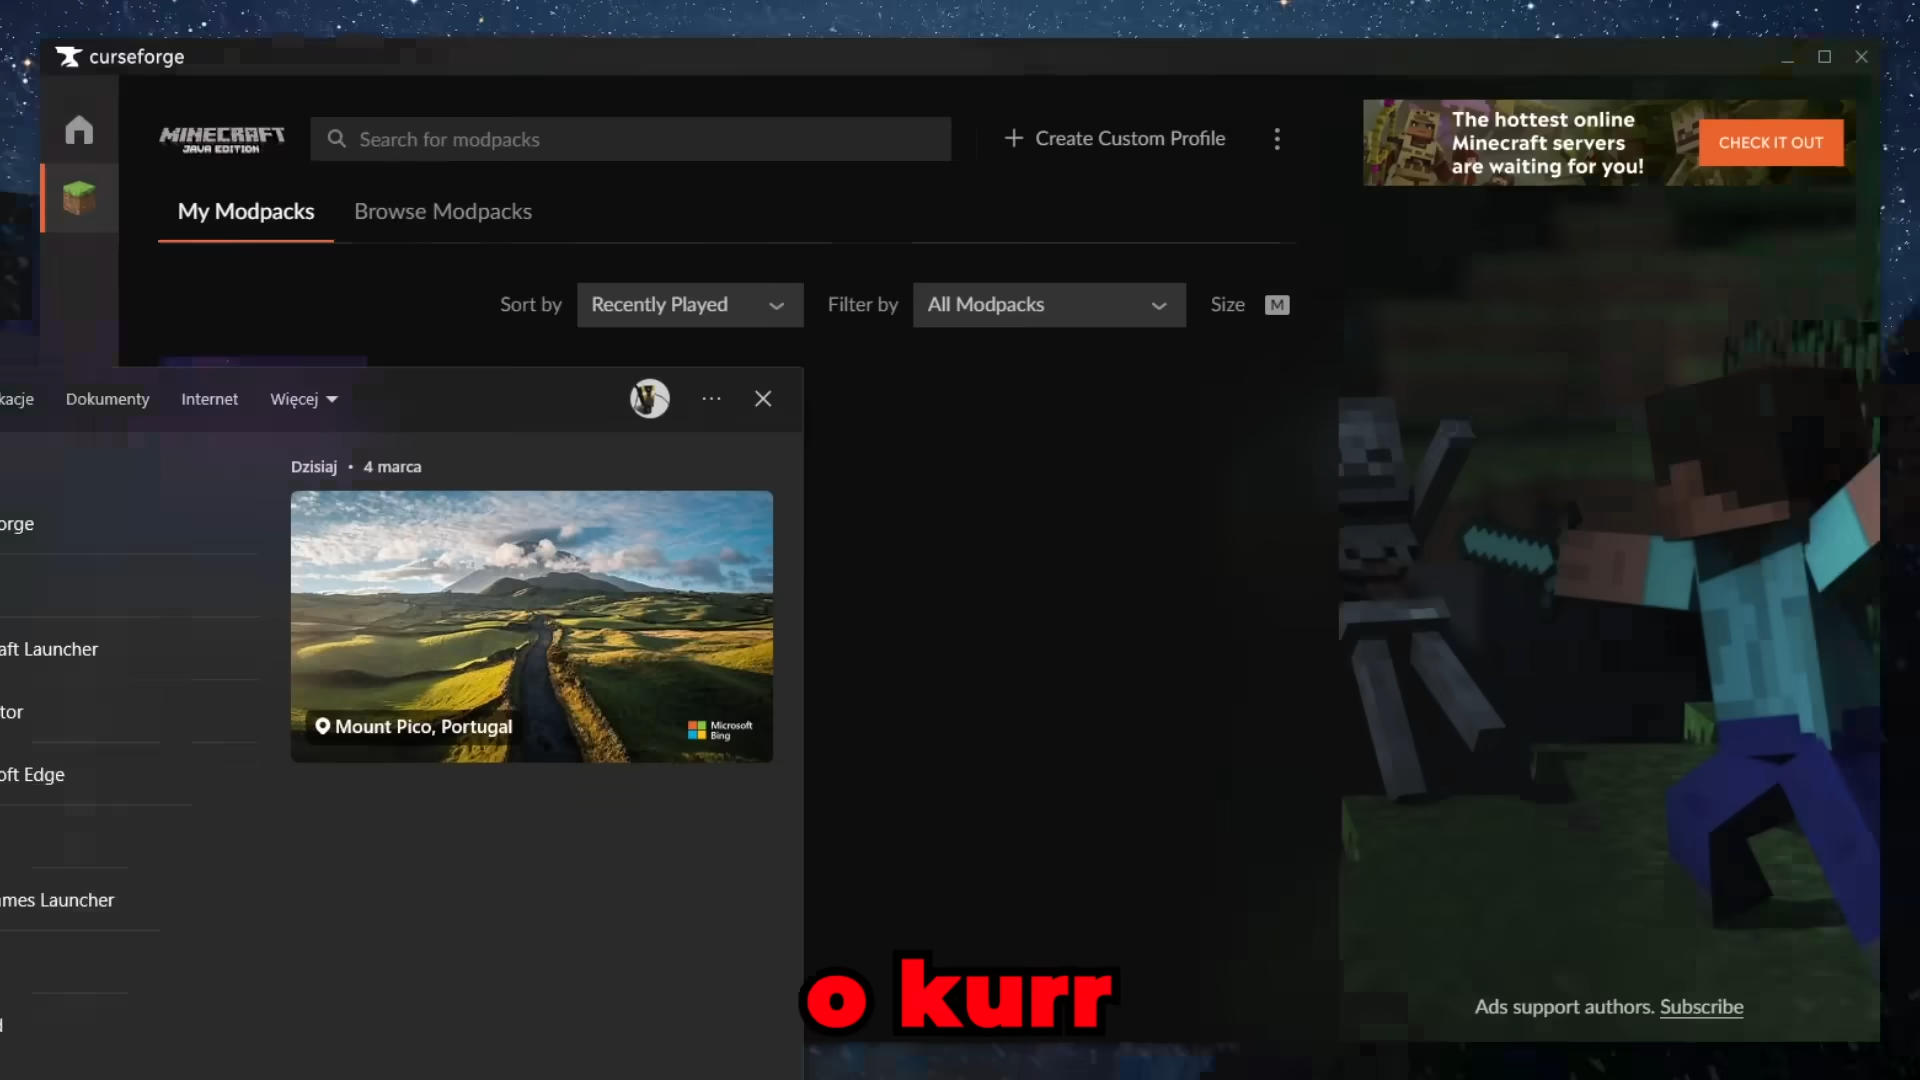 curseforge
MINECRAFT
JAVA EDITION
Search for modpacks
Create Custom Profile
The hottest online
Minecraft servers
are waiting for you!
CHECK IT OUT
My Modpacks
Browse Modpacks
Sort by
Recently Played
Filter by
All Modpacks
Size
M
kacje
Dokumenty
Internet
Więcej
Dzisiaj • 4 marca
orge
aft Launcher
tor
oft Edge
Mount Pico, Portugal
Microsoft
Bing
mes Launcher
o kurr
Ads support authors. Subscribe